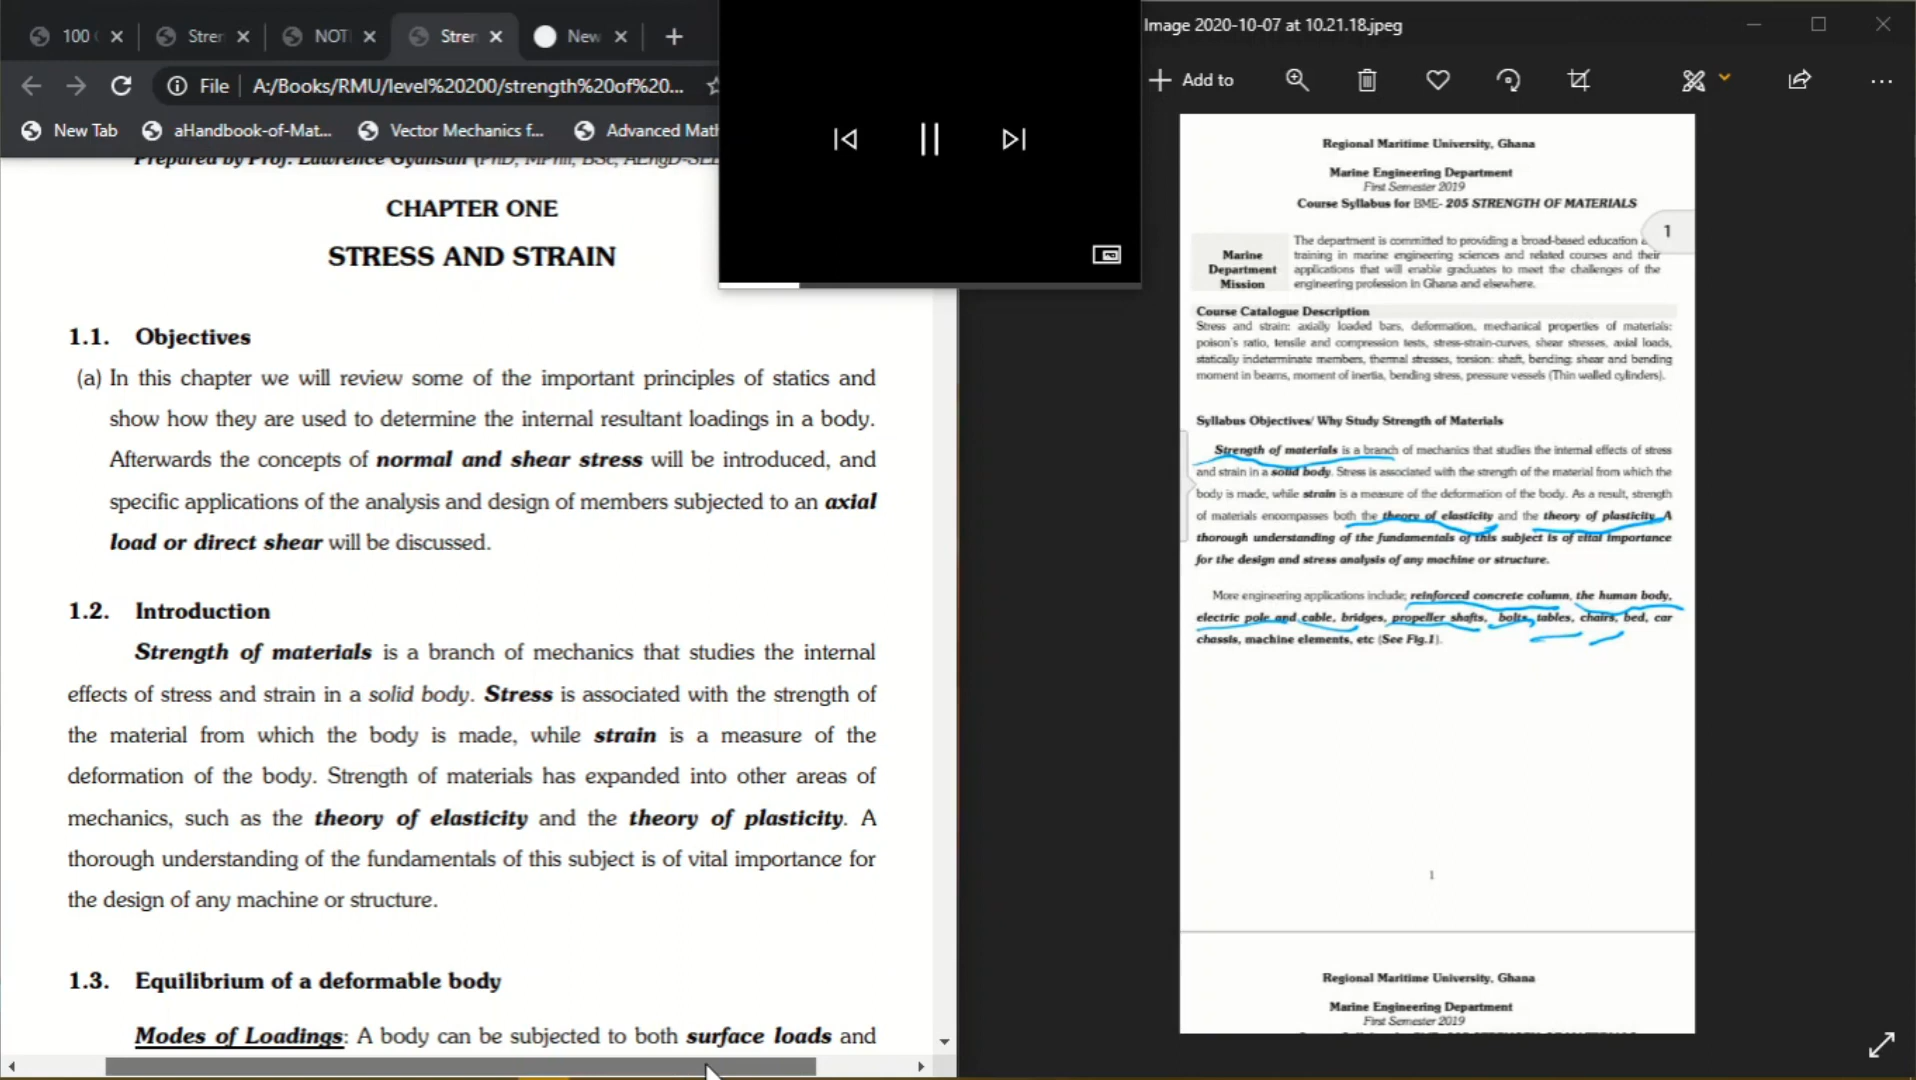 100
Stren
NOT
Stren
New
File
A:/Books/RMU/level%20200/strength%20of%20...
New Tab
aHandbook-of-Mat...
Vector Mechanics f...
Advanced Math
Prepared by Prof. Lawrence Gyansah (PhD, MPhil, BSc, AEngD-SEL
CHAPTER ONE
STRESS AND STRAIN
1.1. Objectives
(a) In this chapter we will review some of the important principles of statics and
show how they are used to determine the internal resultant loadings in a body.
Afterwards the concepts of normal and shear stress will be introduced, and
specific applications of the analysis and design of members subjected to an axial
load or direct shear will be discussed.
1.2. Introduction
Strength of materials is a branch of mechanics that studies the internal
effects of stress and strain in a solid body. Stress is associated with the strength of
the material from which the body is made, while strain is a measure of the
deformation of the body. Strength of materials has expanded into other areas of
mechanics, such as the theory of elasticity and the theory of plasticity. A
thorough understanding of the fundamentals of this subject is of vital importance for
the design of any machine or structure.
1.3. Equilibrium of a deformable body
Modes of Loadings: A body can be subjected to both surface loads and
Image 2020-10-07 at 10.21.18.jpeg
Add to
Regional Maritime University, Ghana
Marine Engineering Department
First Semester 2019
Course Syllabus for BME- 205 STRENGTH OF MATERIALS
1
Marine
Department
Mission
The department is committed to providing a broad-based education
training in marine engineering sciences and related courses and their
applications that will enable graduates to meet the challenges of the
engineering profession in Ghana and elsewhere.
Course Catalogue Description
Stress and strain: axially loaded bars, deformation, mechanical properties of materials:
poison's ratio, tensile and compression tests, stress-strain-curves, shear stresses, axial loads,
statically indeterminate members, thermal stresses, torsion: shaft, bending: shear and bending
moment in beams, moment of inertia, bending stress, pressure vessels (Thin walled cylinders).
Syllabus Objectives/ Why Study Strength of Materials
Strength of materials is a branch of mechanics that studies the internal effects of stress
and strain in a solid body. Stress is associated with the strength of the material from which the
body is made, while strain is a measure of the deformation of the body. As a result, strength
of materials encompasses both the theory of elasticity and the theory of plasticity. A
thorough understanding of the fundamentals of this subject is of vital importance
for the design and stress analysis of any machine or structure.
More engineering applications include; reinforced concrete column, the human body,
electric pole and cable, bridges, propeller shafts, bolts, tables, chairs, bed, car
chassis, machine elements, etc (See Fig.1).
1
Regional Maritime University, Ghana
Marine Engineering Department
First Semester 2019